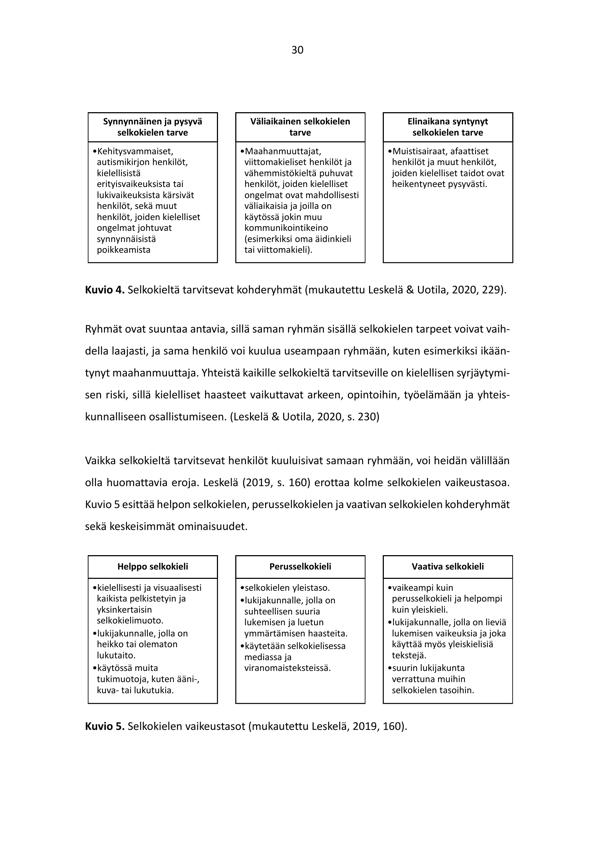 30
Synnynnäinen ja pysyvä
selkokielen tarve
•Kehitysvammaiset,
autismikirjon henkilöt,
kielellisistä
erityisvaikeuksista tai
lukivaikeuksista kärsivät
henkilöt, sekä muut
henkilöt, joiden kielelliset
ongelmat johtuvat
synnynnäisistä
poikkeamista
Väliaikainen selkokielen
tarve
•Maahanmuuttajat,
viittomakieliset henkilöt ja
vähemmistökieltä puhuvat
henkilöt, joiden kielelliset
ongelmat ovat mahdollisesti
väliaikaisia ja joilla on
käytössä jokin muu
kommunikointikeino
(esimerkiksi oma äidinkieli
tai viittomakieli).
Elinaikana syntynyt
selkokielen tarve
•Muistisairaat, afaattiset
henkilöt ja muut henkilöt,
joiden kielelliset taidot ovat
heikentyneet pysyvästi.
Kuvio 4. Selkokieltä tarvitsevat kohderyhmät (mukautettu Leskelä & Uotila, 2020, 229).
Ryhmät ovat suuntaa antavia, sillä saman ryhmän sisällä selkokielen tarpeet voivat vaih-
della laajasti, ja sama henkilö voi kuulua useampaan ryhmään, kuten esimerkiksi ikään-
tynyt maahanmuuttaja. Yhteistä kaikille selkokieltä tarvitseville on kielellisen syrjäytymi-
sen riski, sillä kielelliset haasteet vaikuttavat arkeen, opintoihin, työelämään ja yhteis-
kunnalliseen osallistumiseen. (Leskelä & Uotila, 2020, s. 230)
Vaikka selkokieltä tarvitsevat henkilöt kuuluisivat samaan ryhmään, voi heidän välillään
olla huomattavia eroja. Leskelä (2019, s. 160) erottaa kolme selkokielen vaikeustasoa.
Kuvio 5 esittää helpon selkokielen, perusselkokielen ja vaativan selkokielen kohderyhmät
sekä keskeisimmät ominaisuudet.
Helppo selkokieli
•kielellisesti ja visuaalisesti
kaikista pelkistetyin ja
yksinkertaisin
selkokielimuoto.
•lukijakunnalle, jolla on
heikko tai olematon
lukutaito.
•käytössä muita
tukimuotoja, kuten ääni-,
kuva- tai lukutukia.
Perusselkokieli
•selkokielen yleistaso.
•lukijakunnalle, jolla on
suhteellisen suuria
lukemisen ja luetun
ymmärtämisen haasteita.
•käytetään selkokielisessä
mediassa ja
viranomaisteksteissä.
Vaativa selkokieli
•vaikeampi kuin
perusselkokieli ja helpompi
kuin yleiskieli.
•lukijakunnalle, jolla on lieviä
lukemisen vaikeuksia ja joka
käyttää myös yleiskielisiä
tekstejä.
•suurin lukijakunta
verrattuna muihin
selkokielen tasoihin.
Kuvio 5. Selkokielen vaikeustasot (mukautettu Leskelä, 2019, 160).